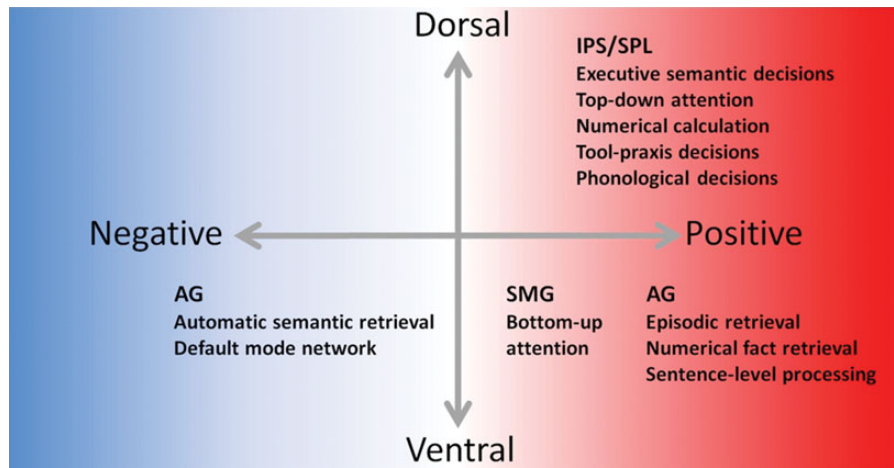 Dorsal
IPS/SPL
Executive semantic decisions
Top-down attention
Numerical calculation
Tool-praxis decisions
Phonological decisions
Negative
Positive
AG
Automatic semantic retrieval
Default mode network
SMG
Bottom-up
attention
AG
Episodic retrieval
Numerical fact retrieval
Sentence-level processing
Ventral